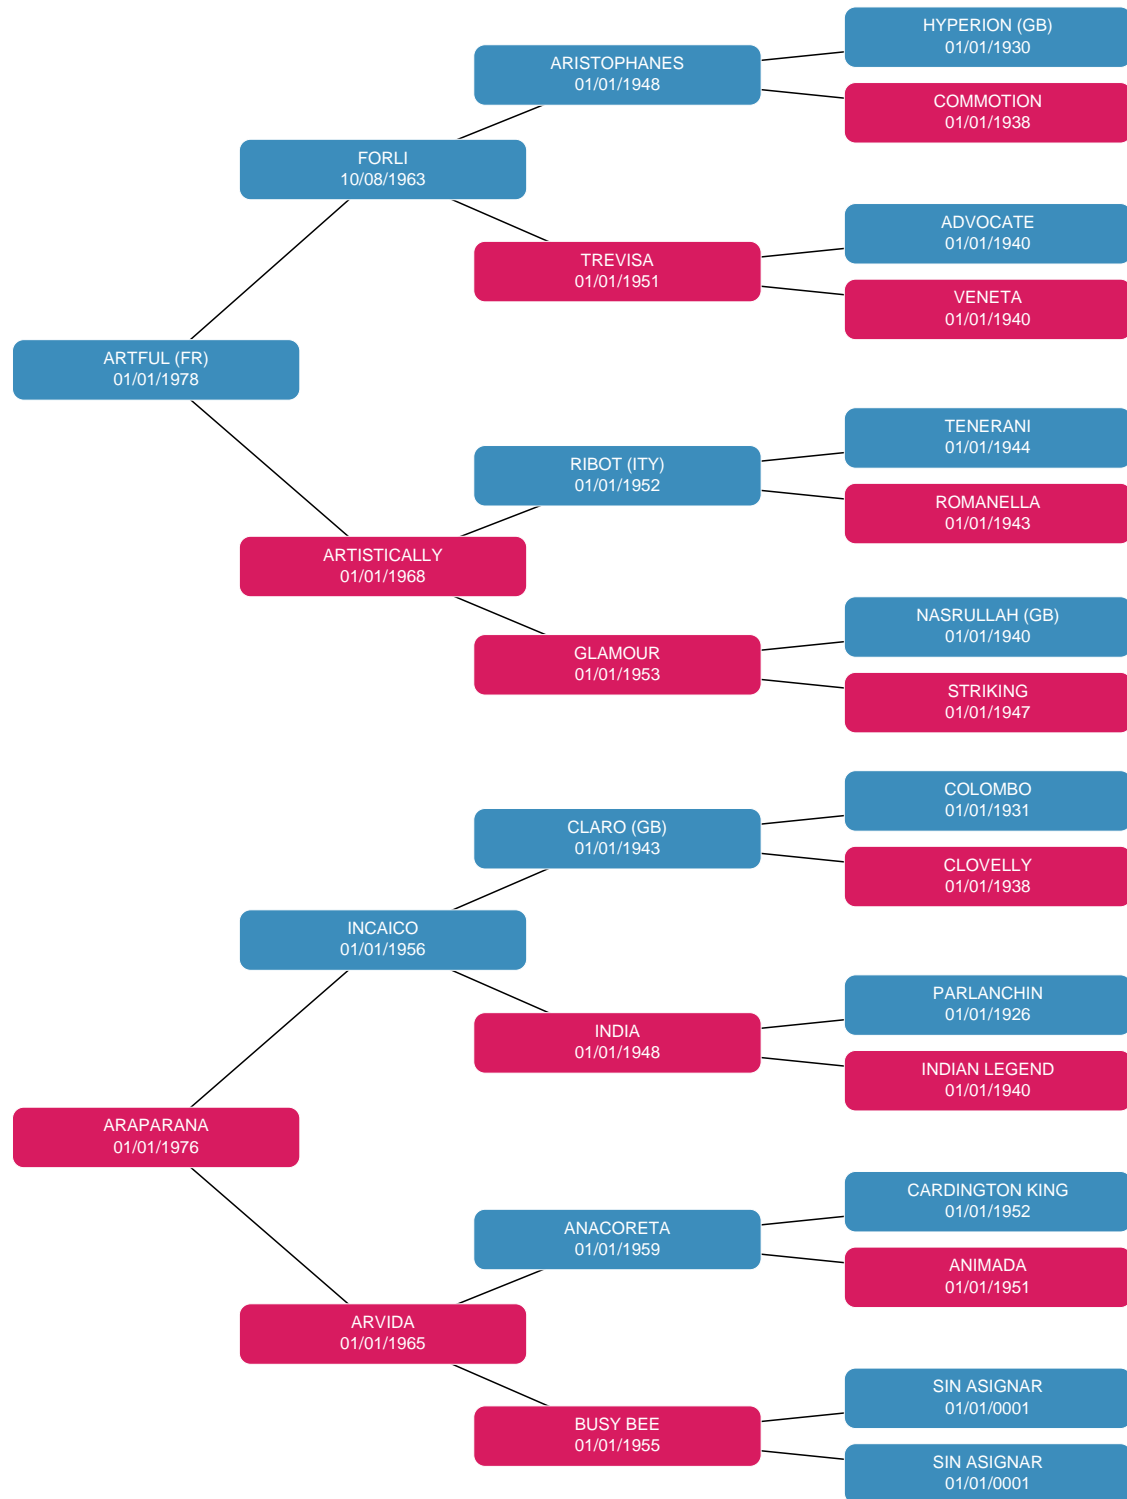 HYPERION (GB)
01/01/1930
ARISTOPHANES
01/01/1948
COMMOTION
01/01/1938
FORLI
10/08/1963
ADVOCATE
01/01/1940
TREVISA
01/01/1951
VENETA
01/01/1940
ARTFUL (FR)
01/01/1978
TENERANI
01/01/1944
RIBOT (ITY)
01/01/1952
ROMANELLA
01/01/1943
ARTISTICALLY
01/01/1968
NASRULLAH (GB)
01/01/1940
GLAMOUR
01/01/1953
STRIKING
01/01/1947
COLOMBO
01/01/1931
CLARO (GB)
01/01/1943
CLOVELLY
01/01/1938
INCAICO
01/01/1956
PARLANCHIN
01/01/1926
INDIA
01/01/1948
INDIAN LEGEND
01/01/1940
ARAPARANA
01/01/1976
CARDINGTON KING
01/01/1952
ANACORETA
01/01/1959
ANIMADA
01/01/1951
ARVIDA
01/01/1965
SIN ASIGNAR
01/01/0001
BUSY BEE
01/01/1955
SIN ASIGNAR
01/01/0001